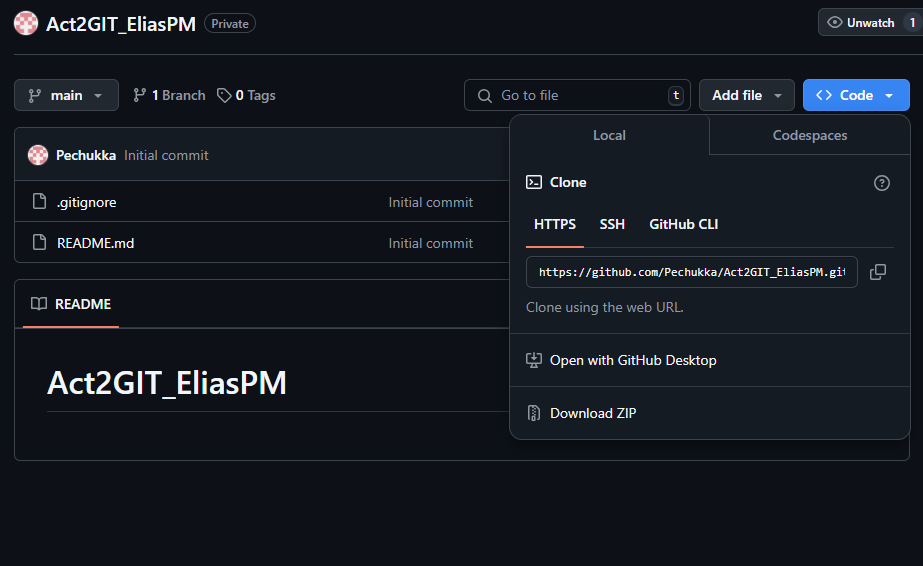 Act2GIT_EliasPM Private Unwatch 1
main 1 Branch 0 Tags Go to file t Add file Code
Local Codespaces
Pechukka Initial commit
Clone
.gitignore Initial commit
HTTPS SSH GitHub CLI
README.md Initial commit
https://github.com/Pechukka/Act2GIT_EliasPM.git
README
Clone using the web URL.
Open with GitHub Desktop
Act2GIT_EliasPM
Download ZIP